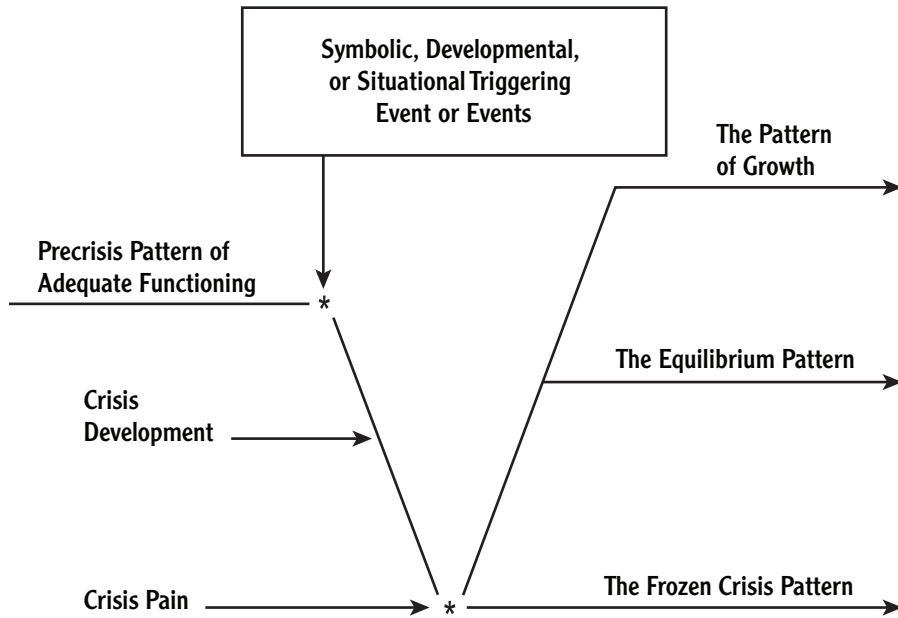 Symbolic, Developmental,
or Situational Triggering
Event or Events
The Pattern
of Growth
Precrisis Pattern of
Adequate Functioning
*
The Equilibrium Pattern
Crisis
Development
The Frozen Crisis Pattern
Crisis Pain
*